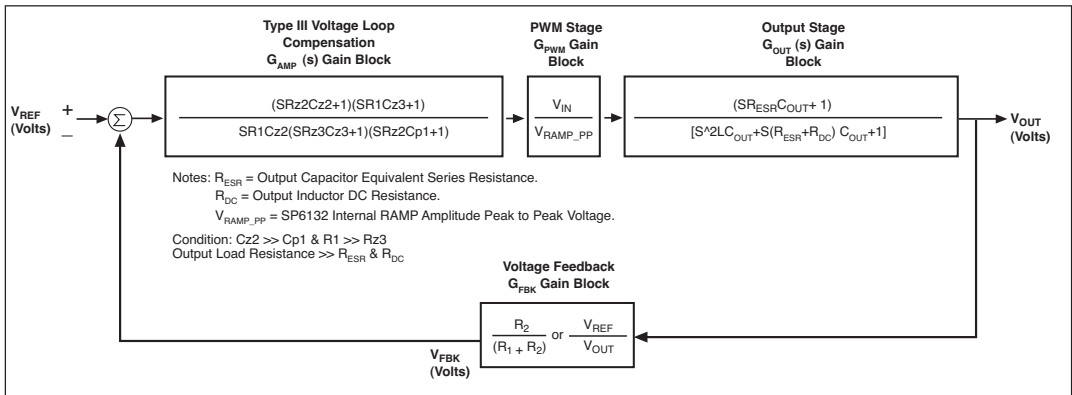 Type III Voltage Loop
Compensation
G_AMP (s) Gain Block
PWM Stage
G_PWM Gain
Block
Output Stage
G_OUT (s) Gain
Block
V_REF
(Volts)
+
−
Σ
(SRz2Cz2+1)(SR1Cz3+1)
SR1Cz2(SRz3Cz3+1)(SRz2Cp1+1)
V_IN
V_RAMP_PP
(SR_ESRC_OUT+ 1)
[S^2LC_OUT+S(R_ESR+R_DC) C_OUT+1]
V_OUT
(Volts)
Notes: R_ESR = Output Capacitor Equivalent Series Resistance.
R_DC = Output Inductor DC Resistance.
V_RAMP_PP = SP6132 Internal RAMP Amplitude Peak to Peak Voltage.
Condition: Cz2 >> Cp1 & R1 >> Rz3
Output Load Resistance >> R_ESR & R_DC
Voltage Feedback
G_FBK Gain Block
R_2
(R_1 + R_2)
or
V_REF
V_OUT
V_FBK
(Volts)